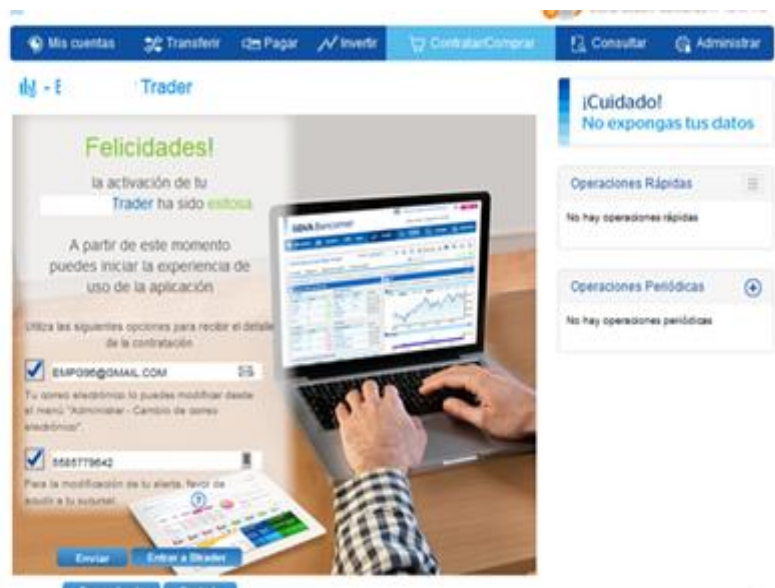 Mis cuentas Transferir Pagar Invertir Contratar/Comprar Consultar Administrar
Trader
Felicidades!
la activación de tu
Trader ha sido exitosa
A partir de este momento
puedes iniciar la experiencia de
uso de la aplicación
Utiliza las siguientes opciones para recibir el detalle
de la contratación
EMPG96@GMAIL.COM
Tu correo electrónico lo puedes modificar desde
el menú "Administrar - Cambio de correo
electrónico".
5585779642
Para la modificación de tu alerta, favor de
acudir a tu sucursal.
Enviar Entrar a Btrader
BBVA Bancomer
¡Cuidado!
No expongas tus datos
Operaciones Rápidas
No hay operaciones rápidas
Operaciones Periódicas
No hay operaciones periódicas